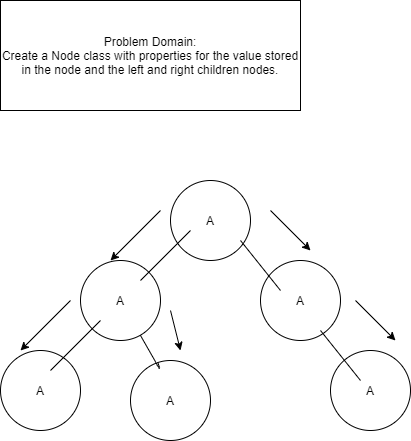 Problem Domain:
Create a Node class with properties for the value stored
in the node and the left and right children nodes.
A
A
A
A
A
A